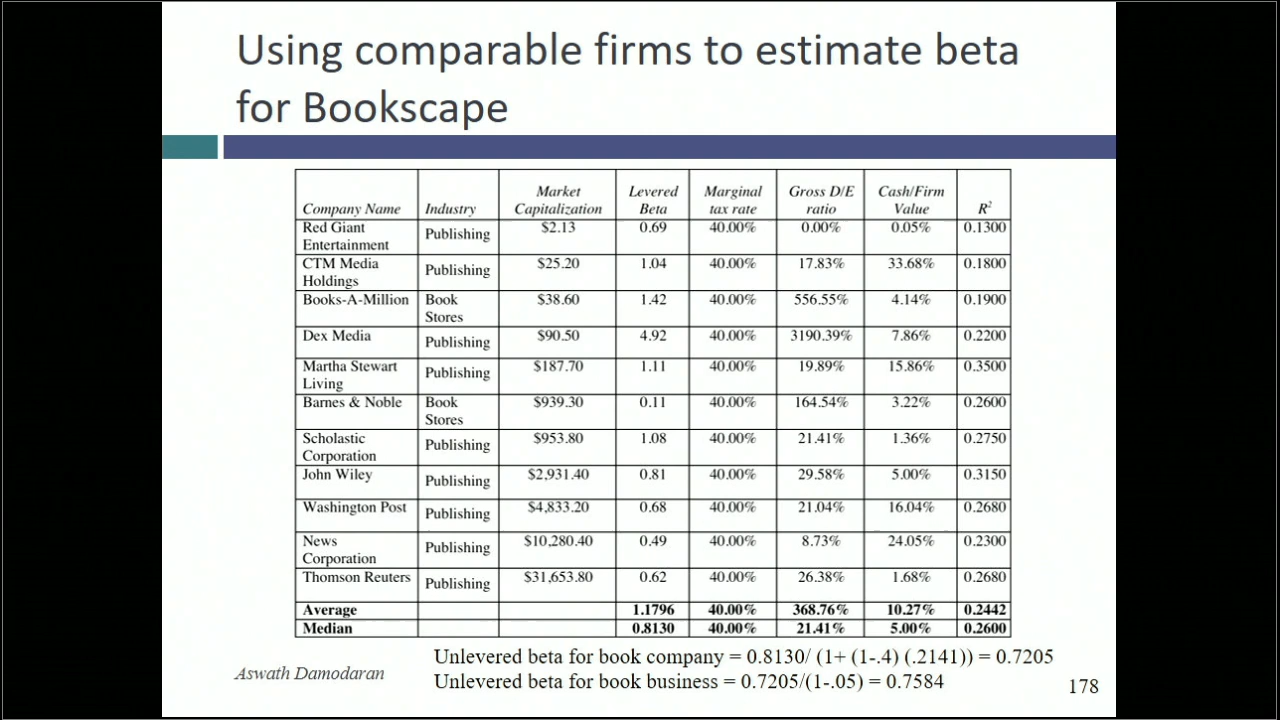 Using comparable firms to estimate beta
for Bookscape
Company Name Industry Market Capitalization Levered Beta Marginal tax rate Gross D/E ratio Cash/Firm Value R²
Red Giant Entertainment Publishing $2.13 0.69 40.00% 0.00% 0.05% 0.1300
CTM Media Holdings Publishing $25.20 1.04 40.00% 17.83% 33.68% 0.1800
Books-A-Million Book Stores $38.60 1.42 40.00% 556.55% 4.14% 0.1900
Dex Media Publishing $90.50 4.92 40.00% 3190.39% 7.86% 0.2200
Martha Stewart Living Publishing $187.70 1.11 40.00% 19.89% 15.86% 0.3500
Barnes & Noble Book Stores $939.30 0.11 40.00% 164.54% 3.22% 0.2600
Scholastic Corporation Publishing $953.80 1.08 40.00% 21.41% 1.36% 0.2750
John Wiley Publishing $2,931.40 0.81 40.00% 29.58% 5.00% 0.3150
Washington Post Publishing $4,833.20 0.68 40.00% 21.04% 16.04% 0.2680
News Corporation Publishing $10,280.40 0.49 40.00% 8.73% 24.05% 0.2300
Thomson Reuters Publishing $31,653.80 0.62 40.00% 26.38% 1.68% 0.2680
Average 1.1796 40.00% 368.76% 10.27% 0.2442
Median 0.8130 40.00% 21.41% 5.00% 0.2600
Unlevered beta for book company = 0.8130/ (1+ (1-.4) (.2141)) = 0.7205
Unlevered beta for book business = 0.7205/(1-.05) = 0.7584
Aswath Damodaran
178